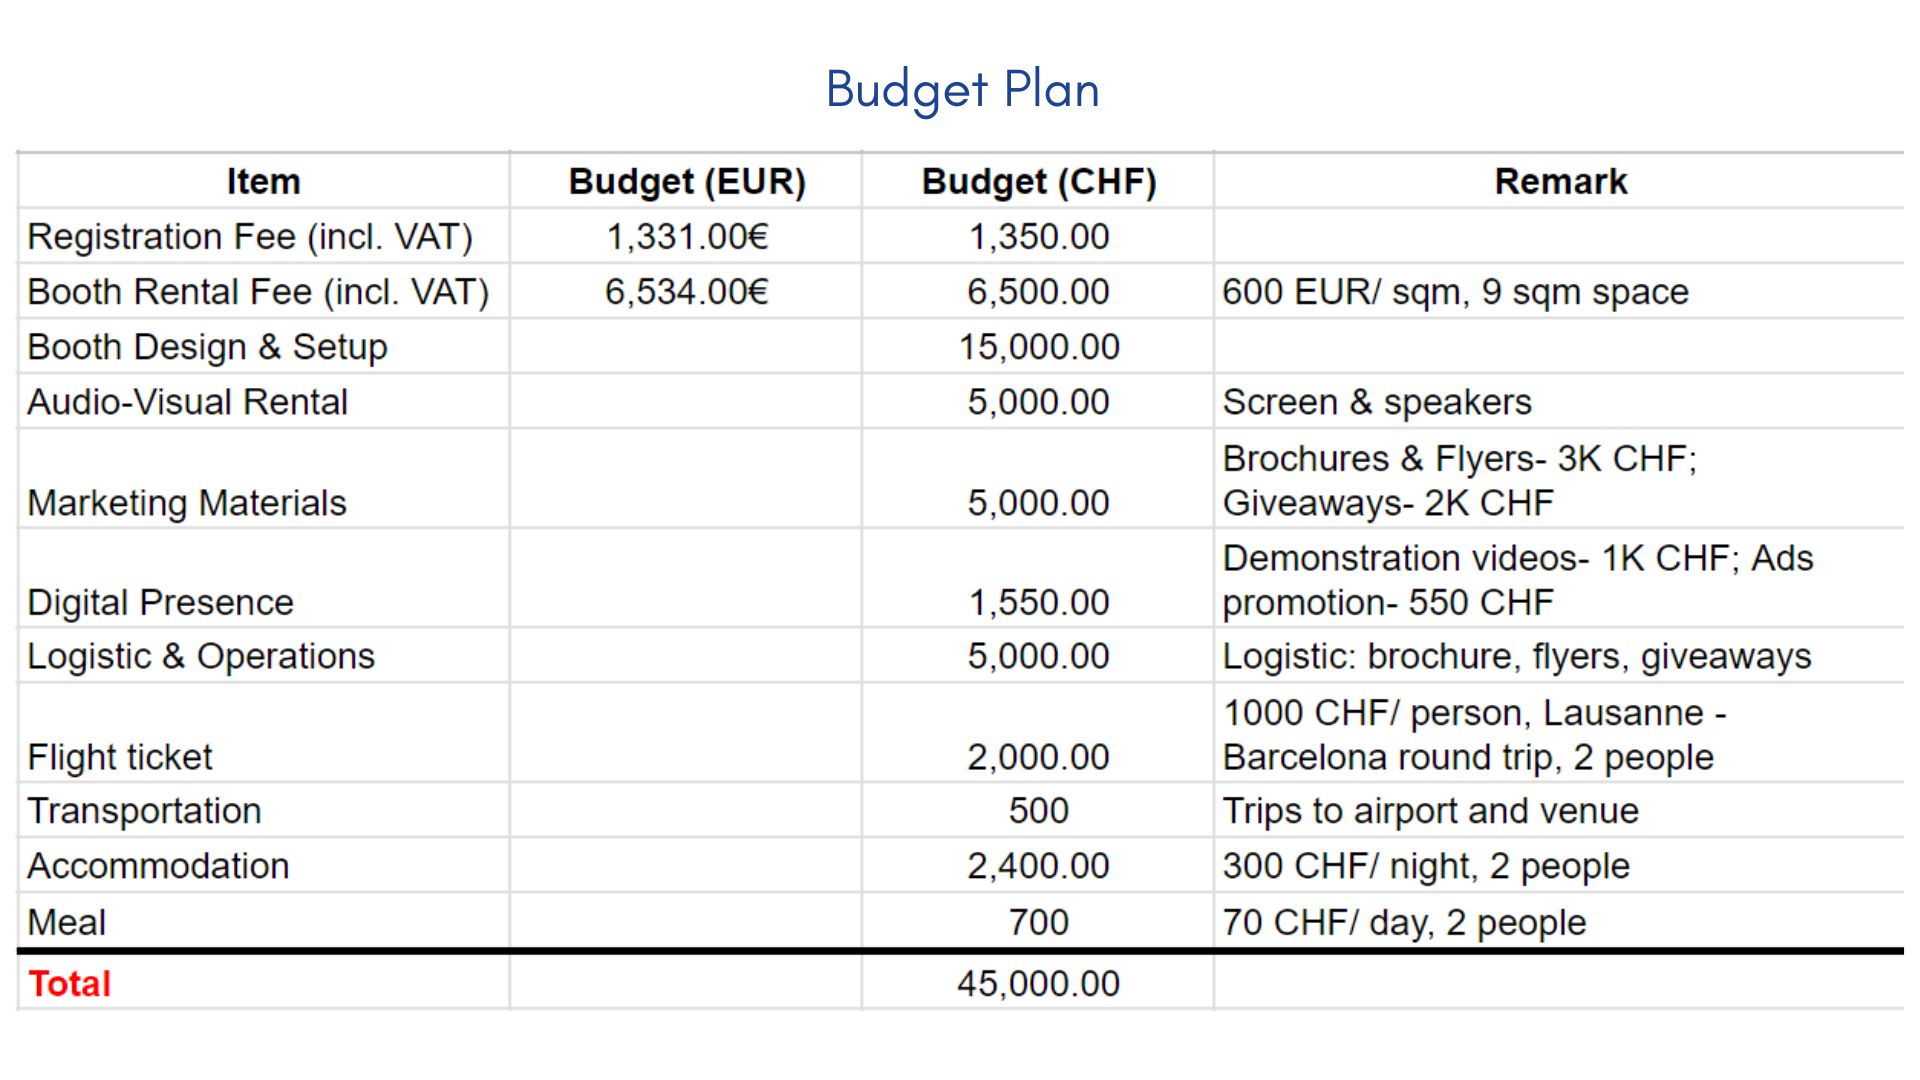 Budget Plan
Item Budget (EUR) Budget (CHF) Remark
Registration Fee (incl. VAT) 1,331.00€ 1,350.00
Booth Rental Fee (incl. VAT) 6,534.00€ 6,500.00 600 EUR/ sqm, 9 sqm space
Booth Design & Setup 15,000.00
Audio-Visual Rental 5,000.00 Screen & speakers
Brochures & Flyers- 3K CHF;
Marketing Materials 5,000.00 Giveaways- 2K CHF
Demonstration videos- 1K CHF; Ads
Digital Presence 1,550.00 promotion- 550 CHF
Logistic & Operations 5,000.00 Logistic: brochure, flyers, giveaways
1000 CHF/ person, Lausanne -
Flight ticket 2,000.00 Barcelona round trip, 2 people
Transportation 500 Trips to airport and venue
Accommodation 2,400.00 300 CHF/ night, 2 people
Meal 700 70 CHF/ day, 2 people
Total 45,000.00